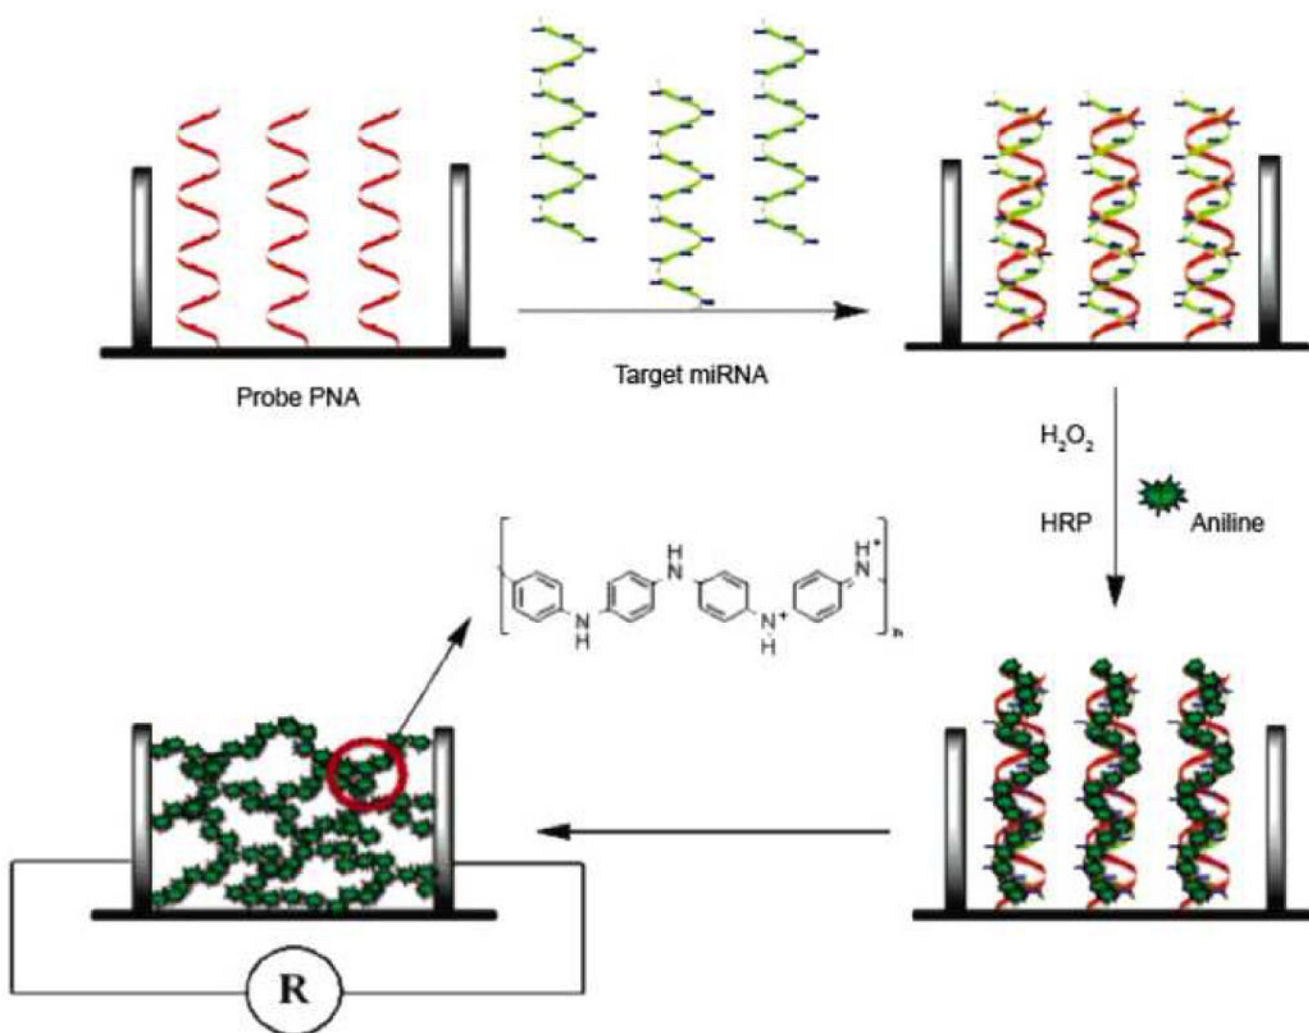 Probe PNA
Target miRNA
H₂O₂
HRP
Aniline
H
N
H⁺
N
N
H
N⁺
H
n
R